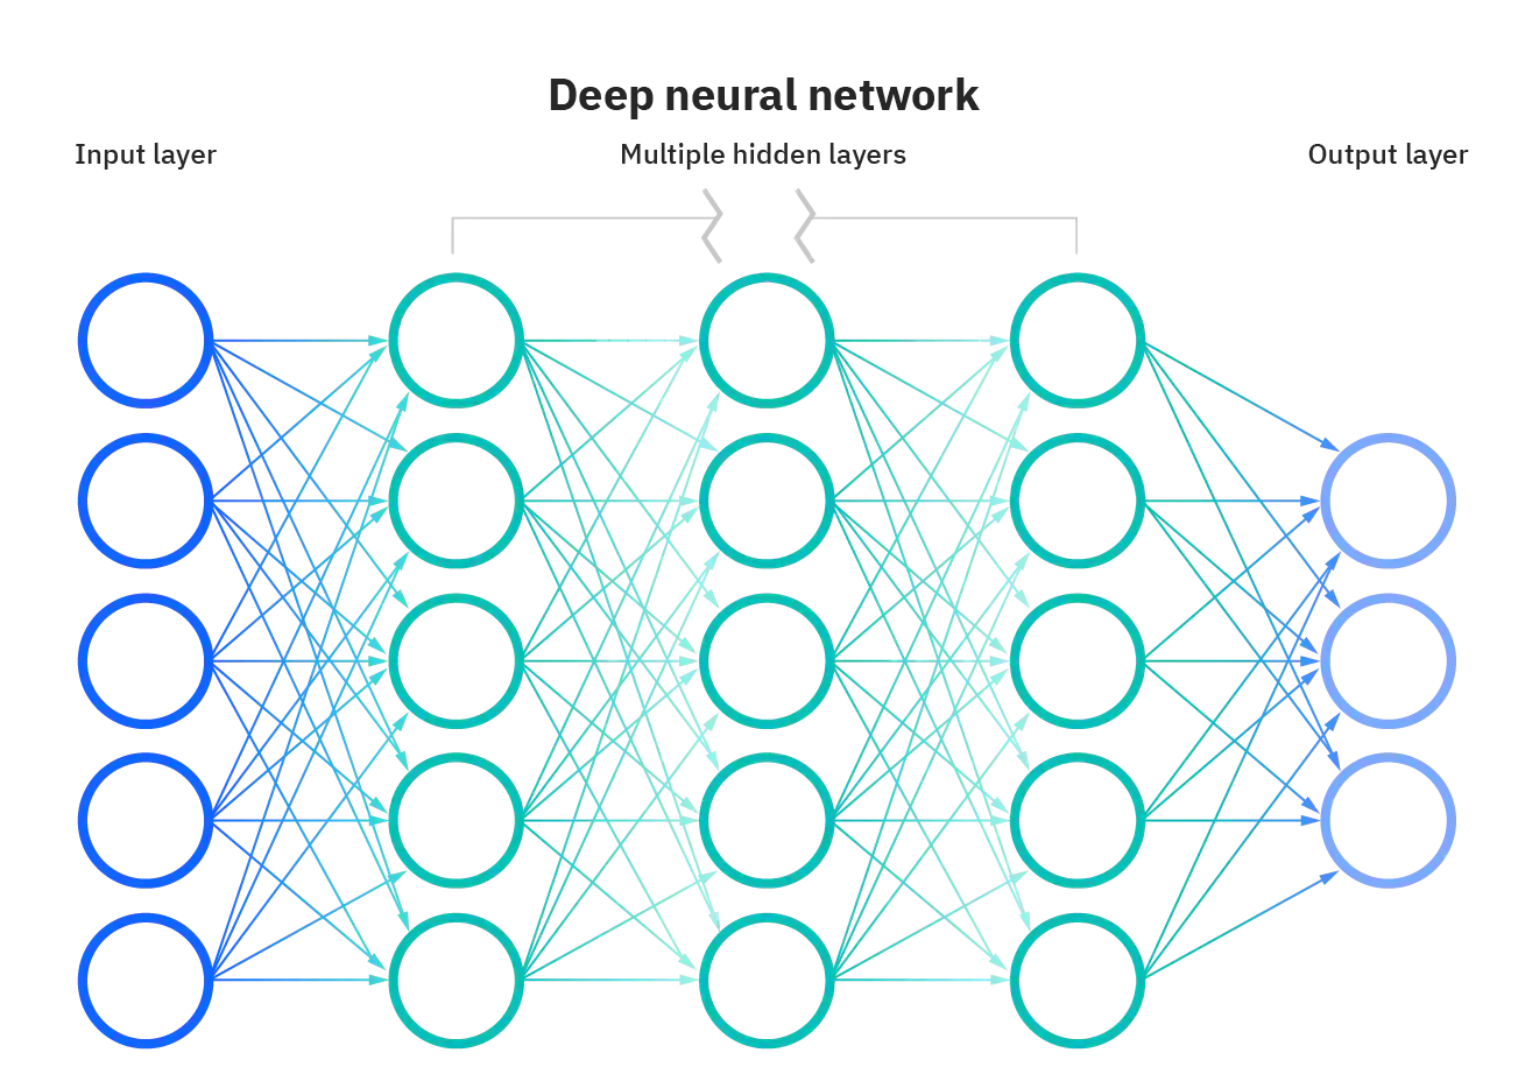 Deep neural network
Input layer
Multiple hidden layers
Output layer